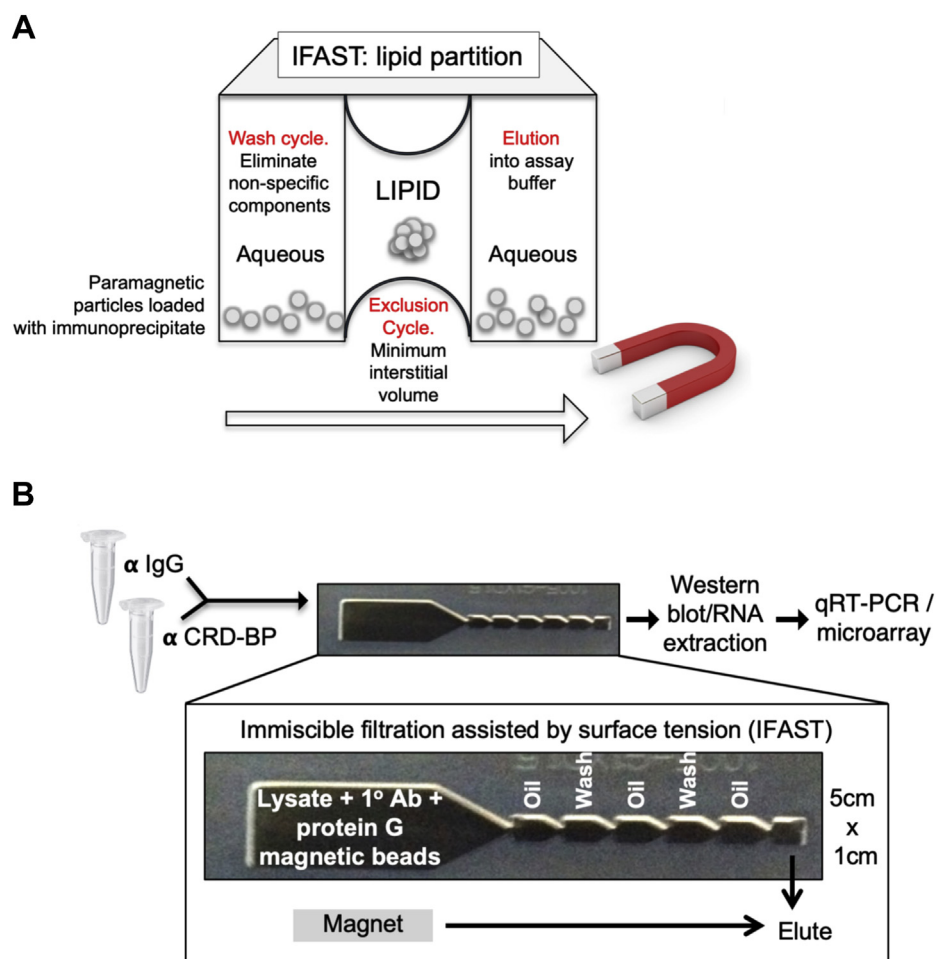 A
IFAST: lipid partition
Wash cycle.
Eliminate
non-specific
components
Aqueous
LIPID
Elution
into assay
buffer
Aqueous
Paramagnetic
particles loaded
with immunoprecipitate
Exclusion
Cycle.
Minimum
interstitial
volume
B
α IgG
α CRD-BP
Western
blot/RNA
extraction
qRT-PCR /
microarray
Immiscible filtration assisted by surface tension (IFAST)
Lysate + 1º Ab +
protein G
magnetic beads
Oil
Wash
Oil
Wash
Oil
5cm
x
1cm
Magnet
Elute